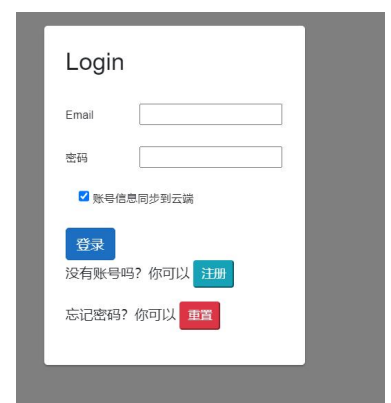 Login
Email
密码
账号信息同步到云端
登录
没有账号吗？你可以 注册
忘记密码？你可以 重置